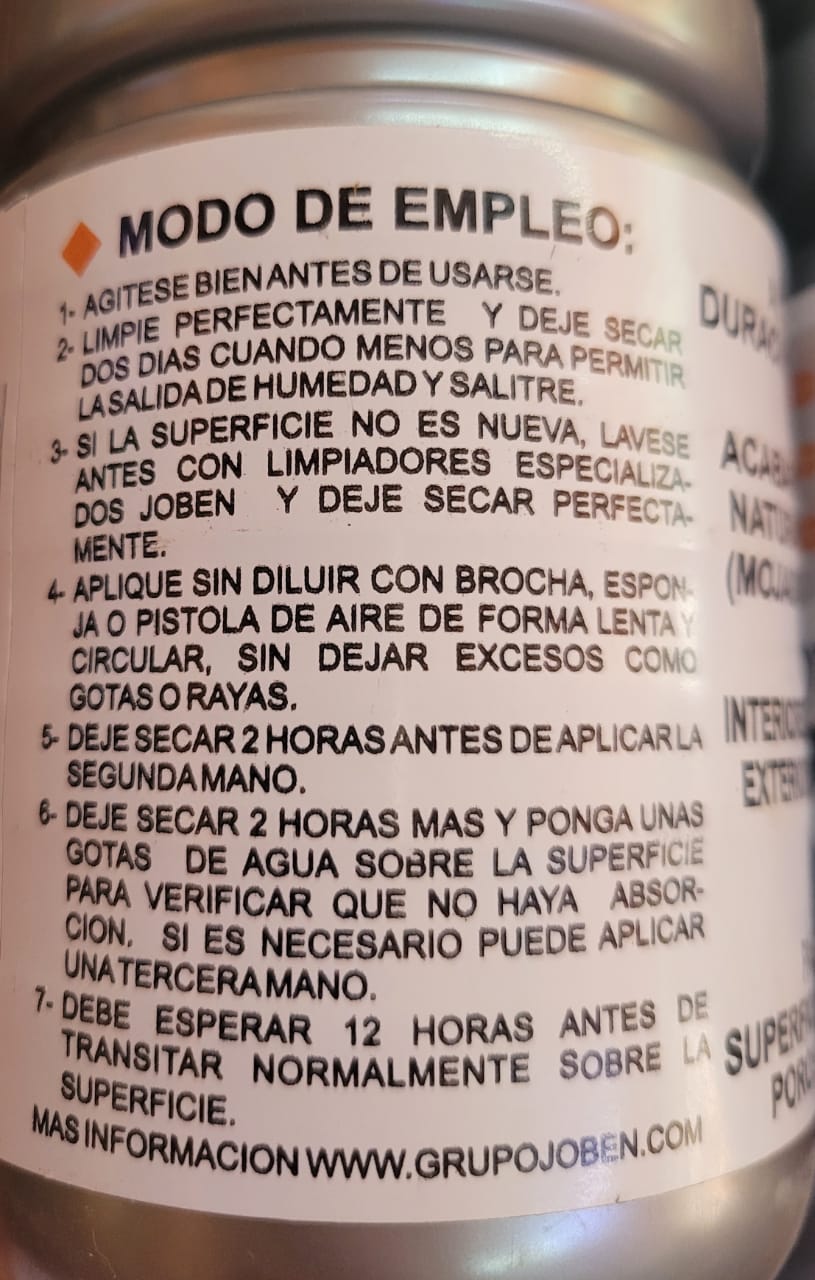 MODO DE EMPLEO:
1- AGITESE BIEN ANTES DE USARSE.
2- LIMPIE PERFECTAMENTE Y DEJE SECAR
DOS DIAS CUANDO MENOS PARA PERMITIR
LA SALIDA DE HUMEDAD Y SALITRE.
3- SI LA SUPERFICIE NO ES NUEVA, LAVESE
ANTES CON LIMPIADORES ESPECIALIZA-
DOS JOBEN Y DEJE SECAR PERFECTA-
MENTE.
4- APLIQUE SIN DILUIR CON BROCHA, ESPON-
JA O PISTOLA DE AIRE DE FORMA LENTA Y
CIRCULAR, SIN DEJAR EXCESOS COMO
GOTAS O RAYAS.
5- DEJE SECAR 2 HORAS ANTES DE APLICAR LA
SEGUNDA MANO.
6- DEJE SECAR 2 HORAS MAS Y PONGA UNAS
GOTAS DE AGUA SOBRE LA SUPERFICIE
PARA VERIFICAR QUE NO HAYA ABSOR-
CION. SI ES NECESARIO PUEDE APLICAR
UNA TERCERA MANO.
7- DEBE ESPERAR 12 HORAS ANTES DE
TRANSITAR NORMALMENTE SOBRE LA
SUPERFICIE.
MAS INFORMACION WWW.GRUPOJOBEN.COM